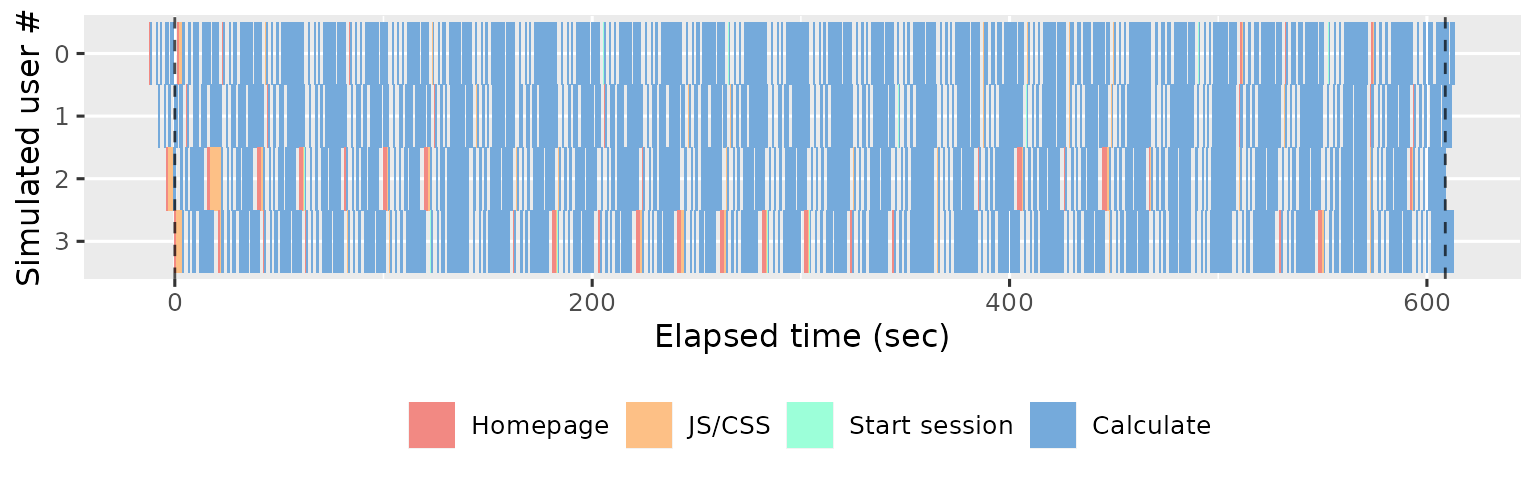 Simulated user #
0
1
2
3
0 200 400 600
Elapsed time (sec)
Homepage JS/CSS Start session Calculate